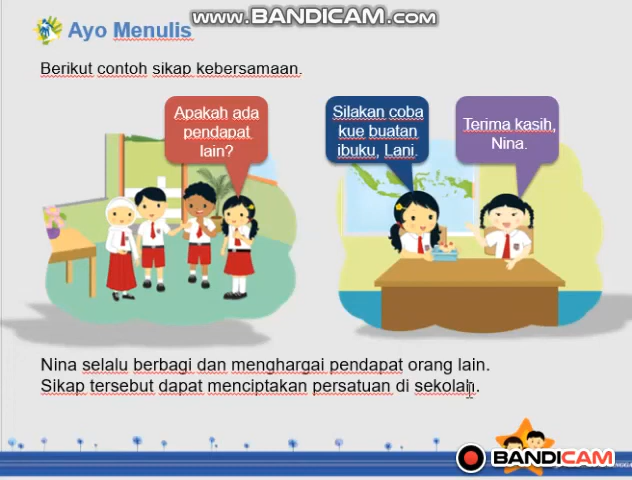 www.BANDICAM.com
Ayo Menulis
Berikut contoh sikap kebersamaan.
Apakah ada
pendapat
lain?
Silakan coba
kue buatan
ibuku, Lani.
Terima kasih,
Nina.
Nina selalu berbagi dan menghargai pendapat orang lain.
Sikap tersebut dapat menciptakan persatuan di sekolah.
BANDICAM